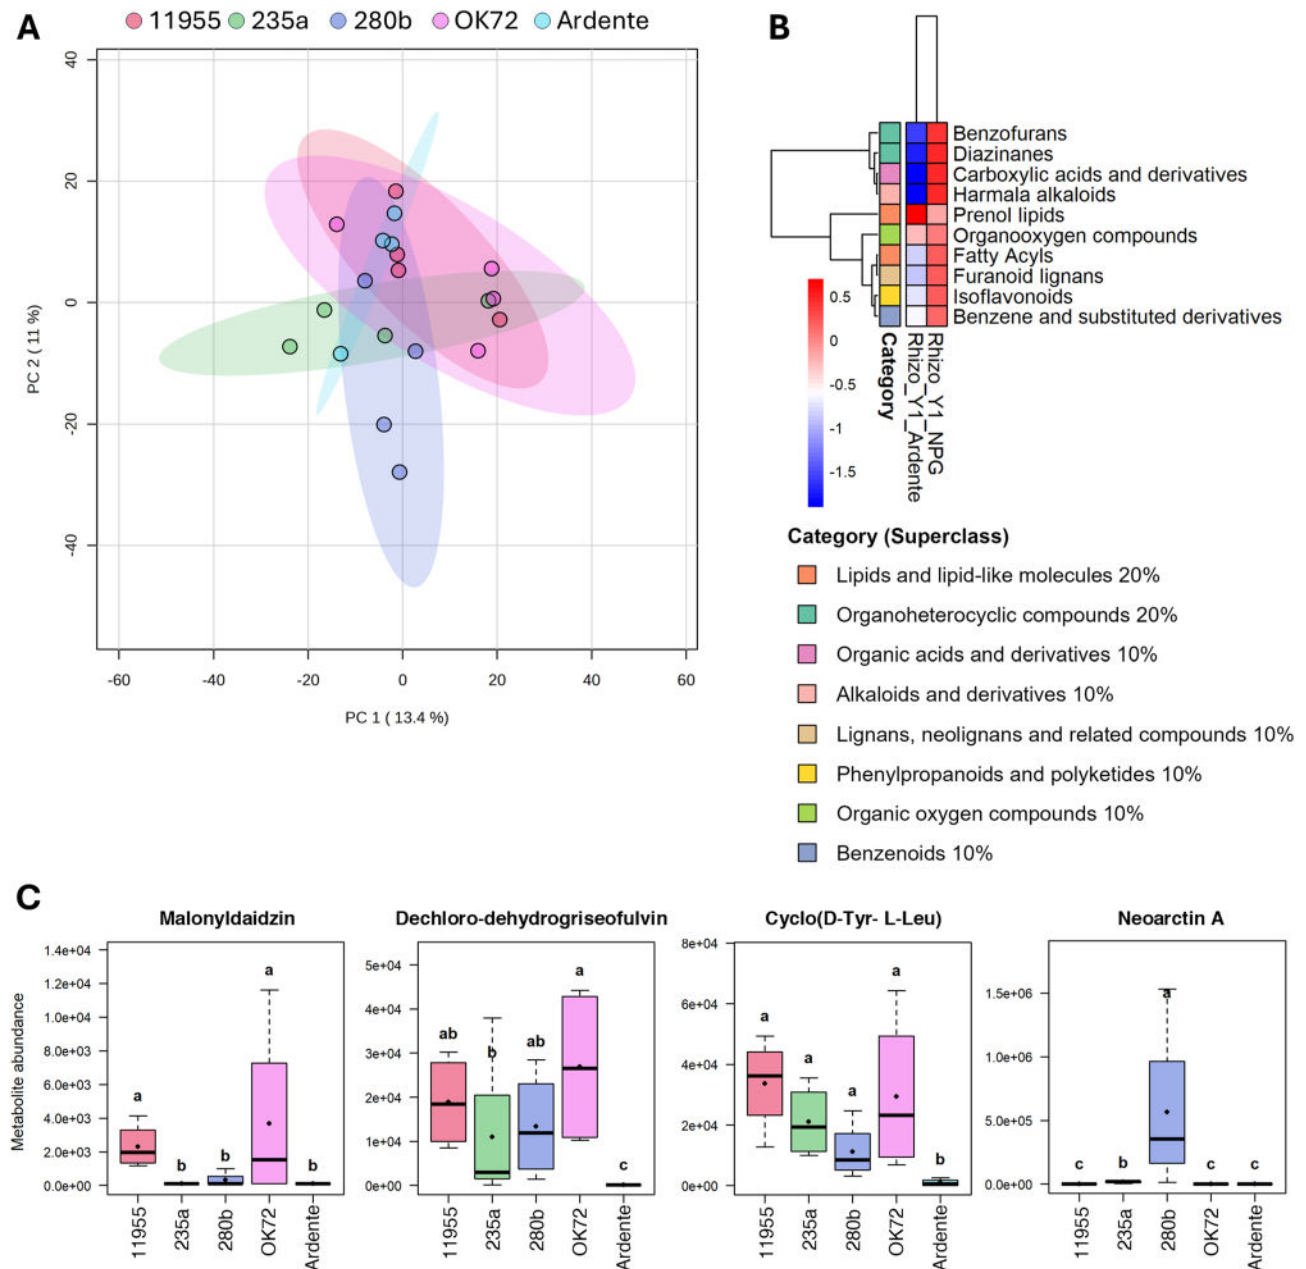 A
11955 235a 280b OK72 Ardente
40
20
0
-20
-40
PC 2 ( 11 %)
-60 -40 -20 0 20 40 60
PC 1 ( 13.4 %)
B
Benzofurans
Diazinanes
Carboxylic acids and derivatives
Harmala alkaloids
Prenol lipids
Organooxygen compounds
Fatty Acyls
Furanoid lignans
Isoflavonoids
Benzene and substituted derivatives
0.5
0
-0.5
-1
-1.5
Category
Rhizo_Y1_Ardente
Rhizo_Y1_NPG
Category (Superclass)
Lipids and lipid-like molecules 20%
Organoheterocyclic compounds 20%
Organic acids and derivatives 10%
Alkaloids and derivatives 10%
Lignans, neolignans and related compounds 10%
Phenylpropanoids and polyketides 10%
Organic oxygen compounds 10%
Benzenoids 10%
C
Metabolite abundance
Malonyldaidzin
1.4e+04
1.2e+04
1.0e+04
8.0e+03
6.0e+03
4.0e+03
2.0e+03
0.0e+00
a b b a b
11955 235a 280b OK72 Ardente
Dechloro-dehydrogriseofulvin
5e+04
4e+04
3e+04
2e+04
1e+04
0e+00
ab b ab a c
11955 235a 280b OK72 Ardente
Cyclo(D-Tyr- L-Leu)
8e+04
6e+04
4e+04
2e+04
0e+00
a a a a b
11955 235a 280b OK72 Ardente
Neoarctin A
1.5e+06
1.0e+06
5.0e+05
0.0e+00
c b a c c
11955 235a 280b OK72 Ardente